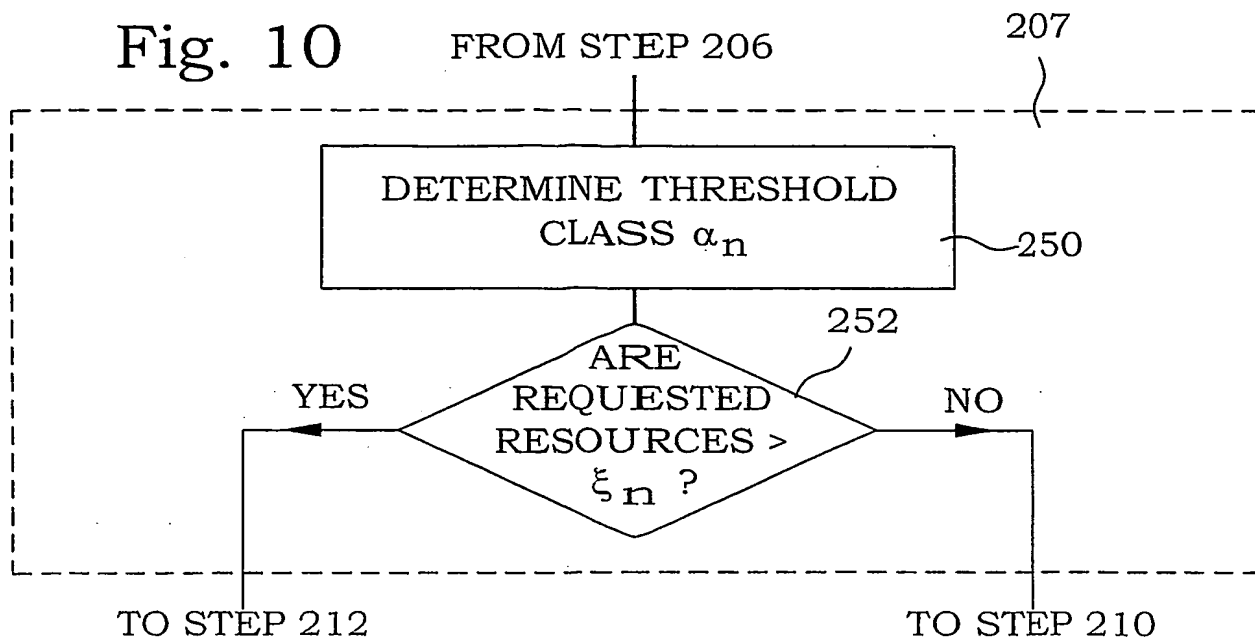 Fig. 10
FROM STEP 206
207
DETERMINE THRESHOLD
CLASS αn
250
252
ARE
REQUESTED
RESOURCES >
ξn ?
YES
NO
TO STEP 212
TO STEP 210